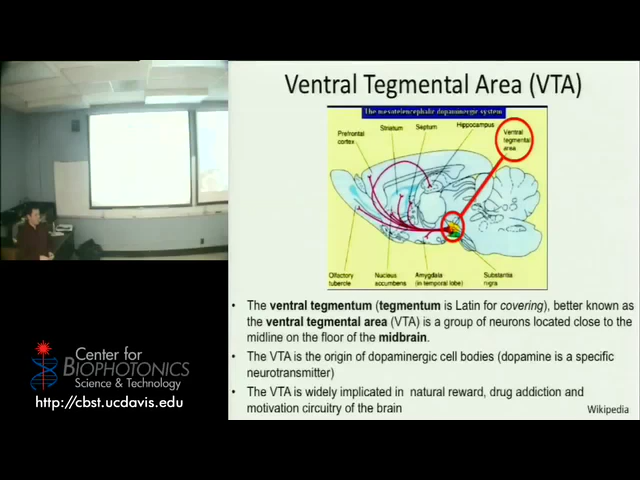 Ventral Tegmental Area (VTA)
The mesotelencephalic dopaminergic system
Prefrontal cortex
Striatum
Septum
Hippocampus
Ventral tegmental area
Olfactory tubercle
Nucleus accumbens
Amygdala (in temporal lobe)
Substantia nigra
• The ventral tegmentum (tegmentum is Latin for covering), better known as
the ventral tegmental area (VTA) is a group of neurons located close to the
midline on the floor of the midbrain.
• The VTA is the origin of dopaminergic cell bodies (dopamine is a specific
neurotransmitter)
• The VTA is widely implicated in natural reward, drug addiction and
motivation circuitry of the brain
Wikipedia
Center for
BIOPHOTONICS
Science & Technology
http://cbst.ucdavis.edu